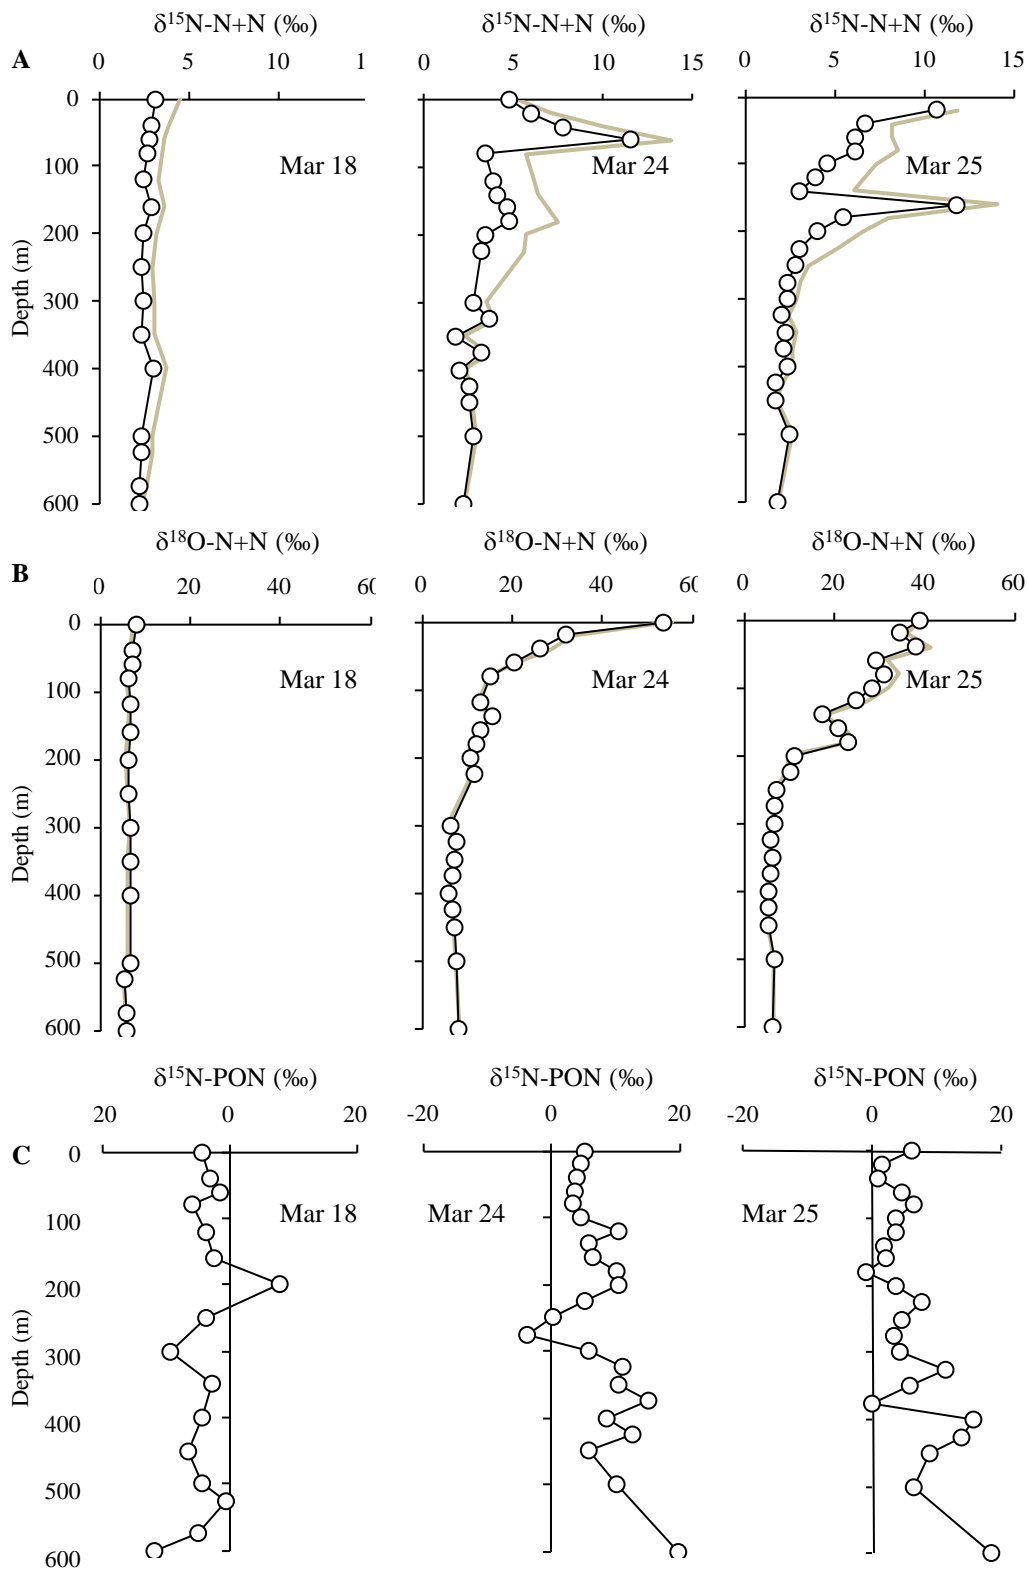 δ¹⁵N-N+N (‰) δ¹⁵N-N+N (‰) δ¹⁵N-N+N (‰)
A 0 5 10 1 0 5 10 15 0 5 10 15
0
100 Mar 18 Mar 24 Mar 25
200
Depth (m)
300
400
500
600
δ¹⁸O-N+N (‰) δ¹⁸O-N+N (‰) δ¹⁸O-N+N (‰)
B 0 20 40 60 0 20 40 60 0 20 40 60
0
Mar 18 Mar 24 Mar 25
100
200
Depth (m)
300
400
500
600
δ¹⁵N-PON (‰) δ¹⁵N-PON (‰) δ¹⁵N-PON (‰)
20 0 20 -20 0 20 -20 0 20
C 0
Mar 18 Mar 24 Mar 25
100
200
Depth (m)
300
400
500
600